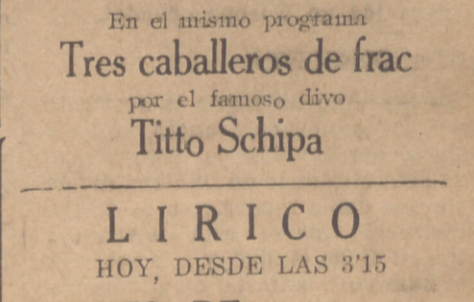 En el mismo programa
Tres caballeros de frac
por el famoso divo
Titto Schipa
LIRICO
HOY, DESDE LAS 3'15